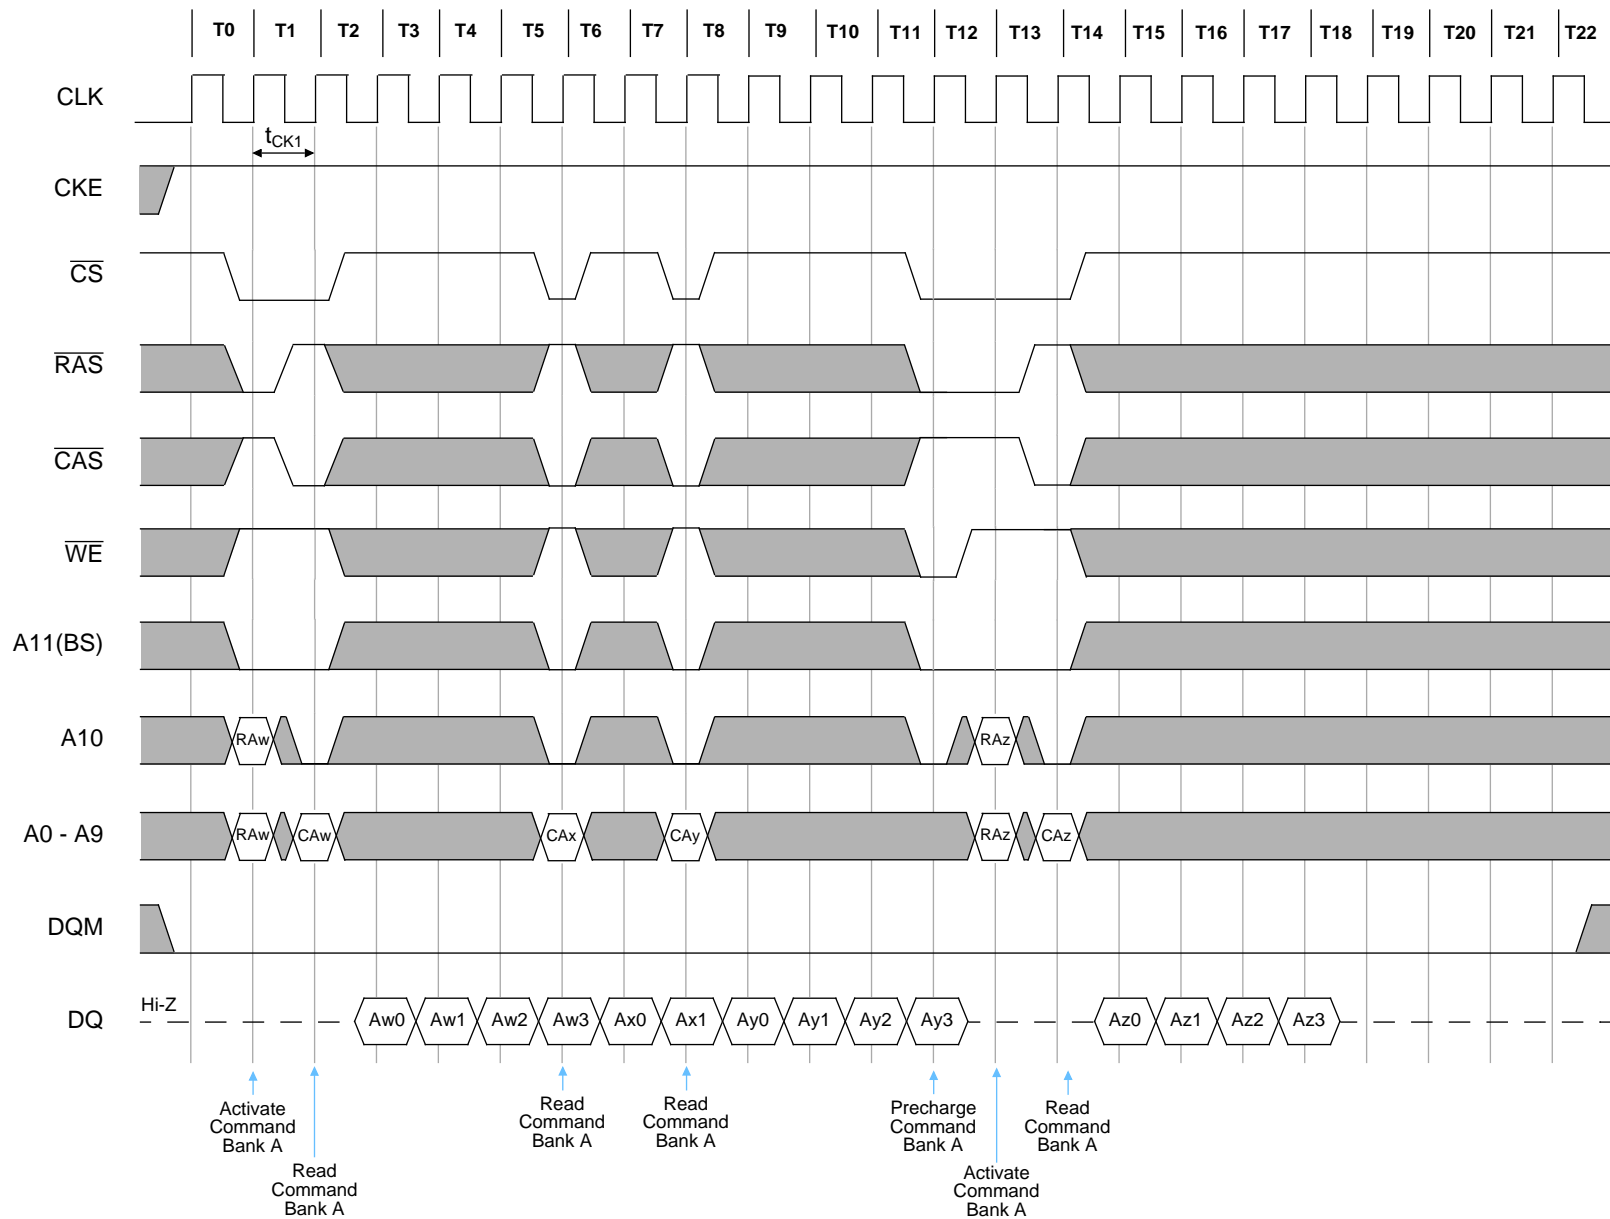 T0 T1 T2 T3 T4 T5 T6 T7 T8 T9 T10 T11 T12 T13 T14 T15 T16 T17 T18 T19 T20 T21 T22
CLK
tCK1
CKE
CS
RAS
CAS
WE
A11(BS)
A10 RAw RAz
A0 - A9 RAw CAw CAx CAy RAz CAz
DQM
Hi-Z
DQ Aw0 Aw1 Aw2 Aw3 Ax0 Ax1 Ay0 Ay1 Ay2 Ay3 Az0 Az1 Az2 Az3
Activate
Command
Bank A
Read
Command
Bank A
Read
Command
Bank A
Read
Command
Bank A
Precharge
Command
Bank A
Activate
Command
Bank A
Read
Command
Bank A